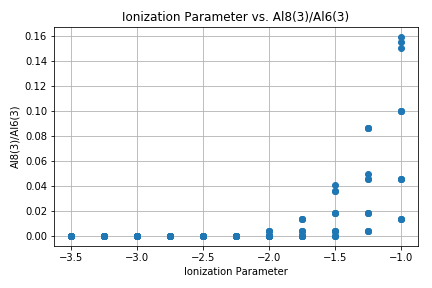 Ionization Parameter vs. Al8(3)/Al6(3)
0.16
0.14
0.12
0.10
0.08
0.06
0.04
0.02
0.00
Al8(3)/Al6(3)
−3.5 −3.0 −2.5 −2.0 −1.5 −1.0
Ionization Parameter